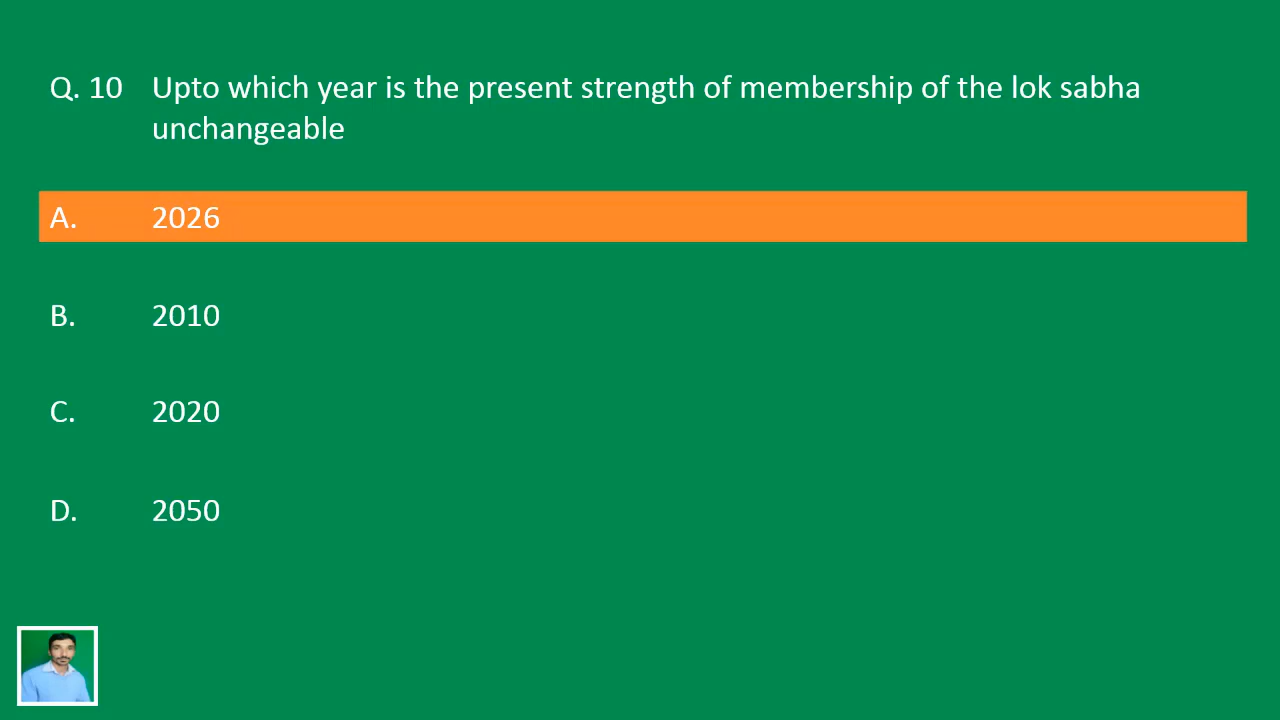 Q. 10 Upto which year is the present strength of membership of the lok sabha
unchangeable
A. 2026
B. 2010
C. 2020
D. 2050